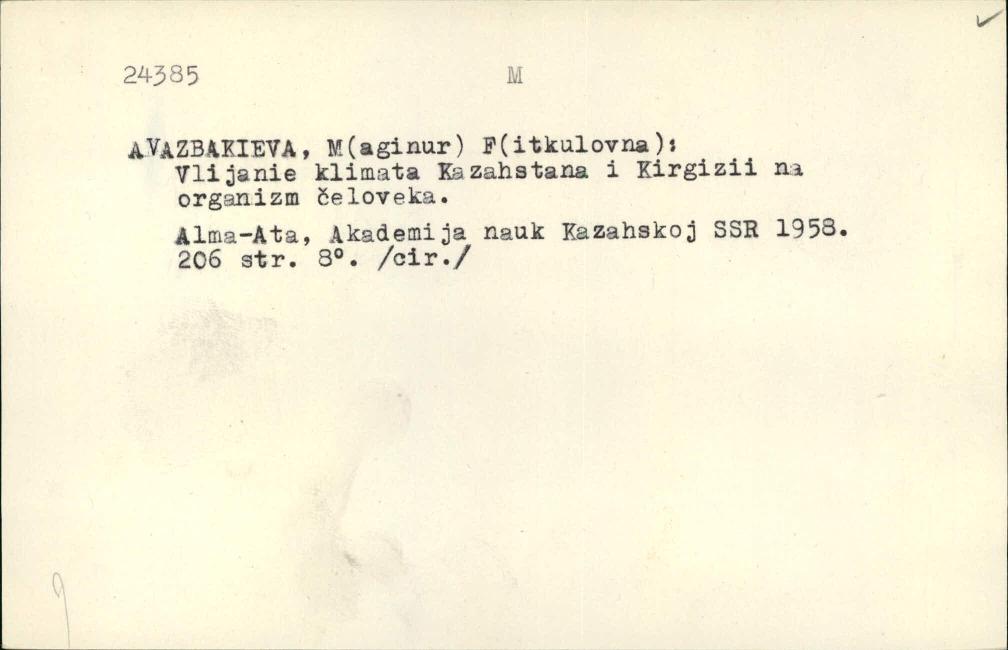 24385 M
AVAZBAKIEVA, M(aginur) F(itkulovna):
Vlijanie klimata Kazahstana i Kirgizii na
organizm čeloveka.
Alma-Ata, Akademija nauk Kazahskoj SSR 1958.
206 str. 8°. /cir./